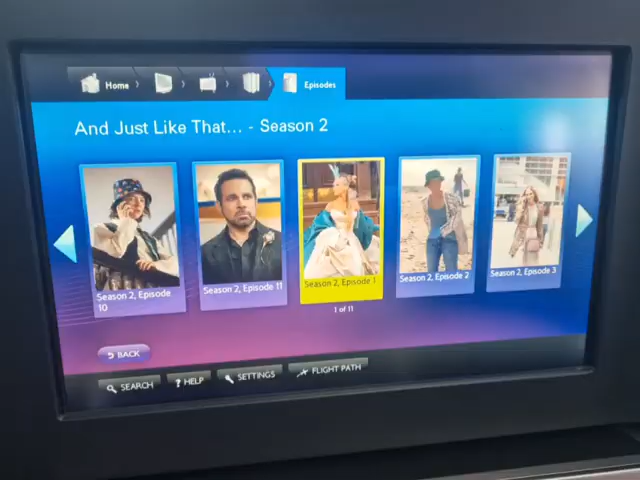 Home
Episodes
And Just Like That... - Season 2
Season 2, Episode
10
Season 2, Episode 11
Season 2, Episode 1
Season 2, Episode 2
Season 2, Episode 3
1 of 11
BACK
SEARCH
? HELP
SETTINGS
FLIGHT PATH